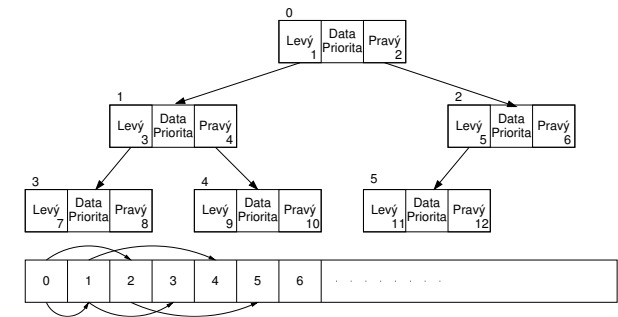 0
Levý 1 Data Priorita Pravý 2
1
2
Levý 3 Data Priorita Pravý 4
Levý 5 Data Priorita Pravý 6
3
4
5
Levý 7 Data Priorita Pravý 8
Levý 9 Data Priorita Pravý 10
Levý 11 Data Priorita Pravý 12
0 1 2 3 4 5 6 . . . . . . . .